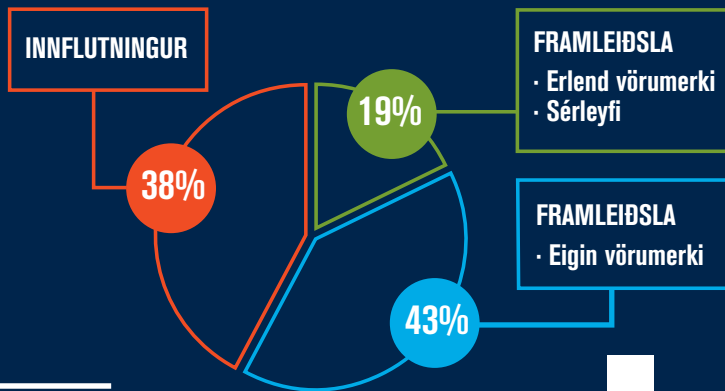 INNFLUTNINGUR
38%
19%
FRAMLEIÐSLA
· Erlend vörumerki
· Sérleyfi
43%
FRAMLEIÐSLA
· Eigin vörumerki